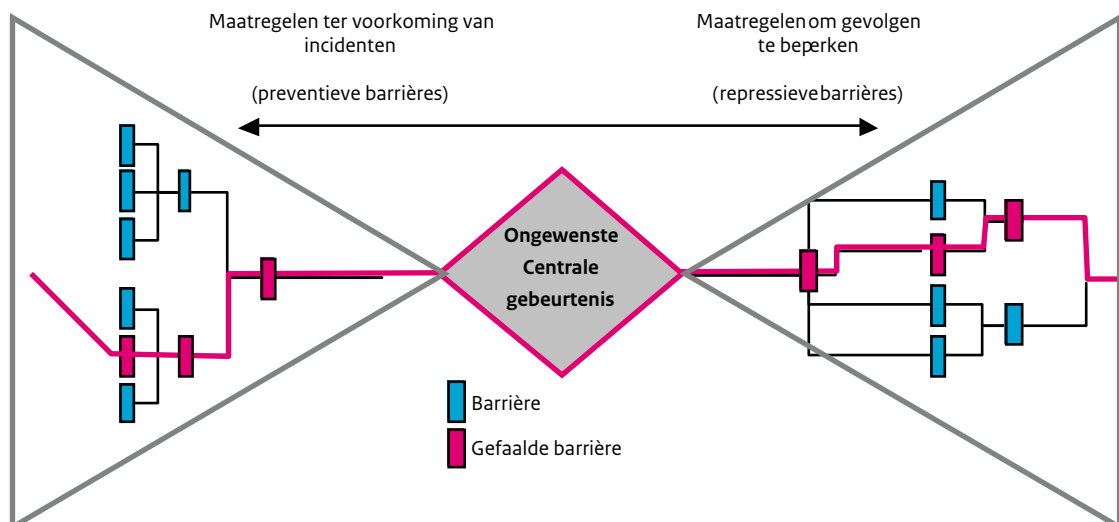 Maatregelen ter voorkoming van
incidenten
(preventieve barrières)
Maatregelen om gevolgen
te beperken
(repressieve barrières)
Ongewenste
Centrale
gebeurtenis
Barrière
Gefaalde barrière